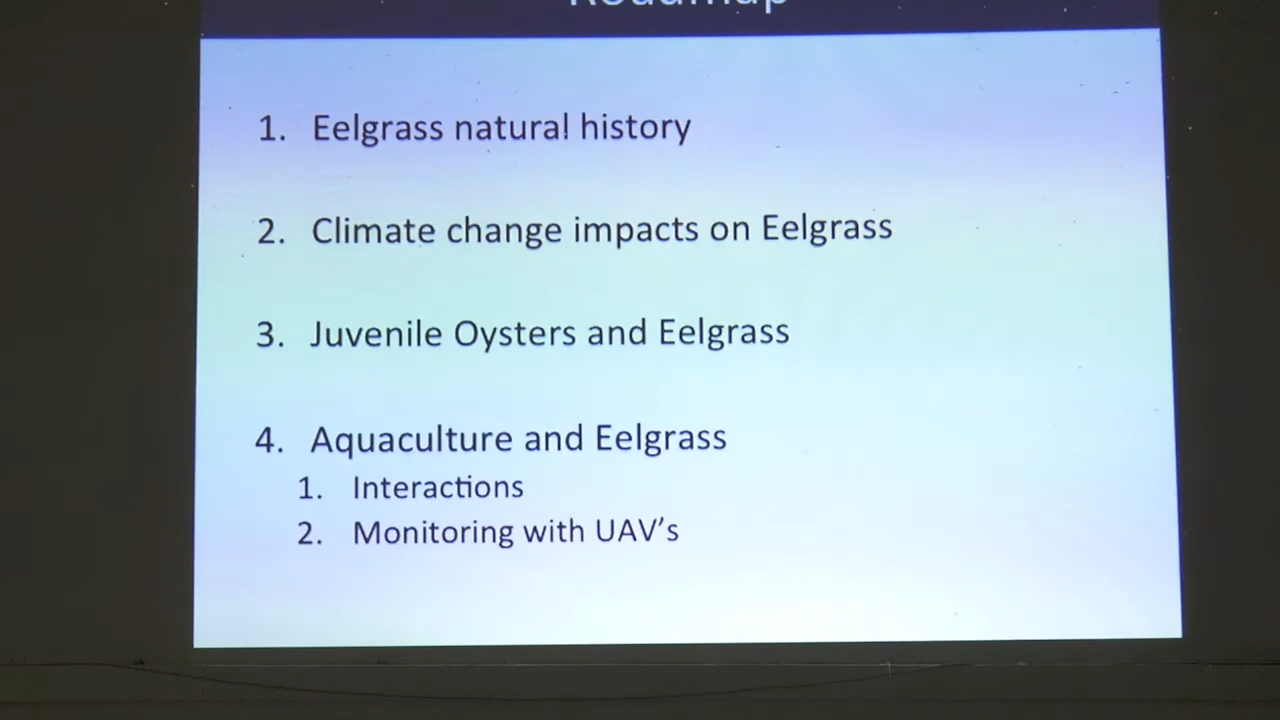 Roadmap
1. Eelgrass natural history
2. Climate change impacts on Eelgrass
3. Juvenile Oysters and Eelgrass
4. Aquaculture and Eelgrass
1. Interactions
2. Monitoring with UAV's